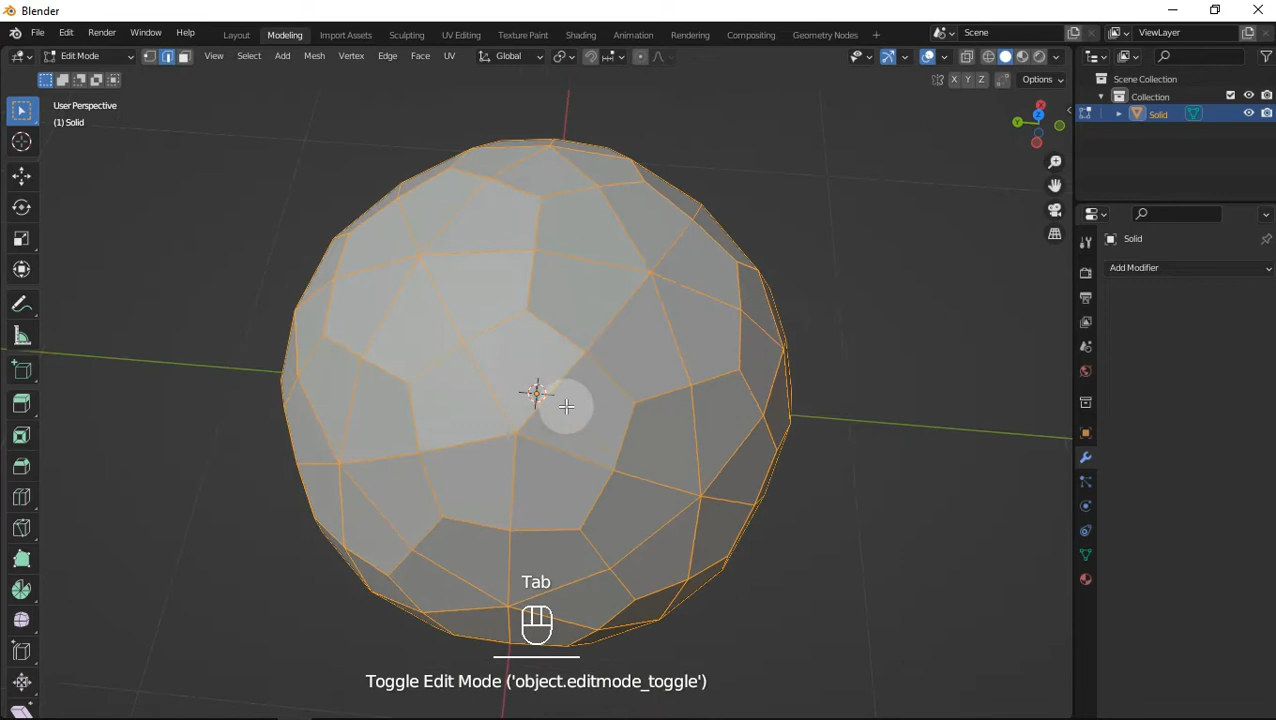 Blender
File Edit Render Window Help Layout Modeling Import Assets Sculpting UV Editing Texture Paint Shading Animation Rendering Compositing Geometry Nodes + Scene ViewLayer
Edit Mode View Select Add Mesh Vertex Edge Face UV Global
X Y Z Options
Scene Collection
Collection
Solid
User Perspective
(1) Solid
X
Y
Z
Solid
Add Modifier
Tab
Toggle Edit Mode ('object.editmode_toggle')